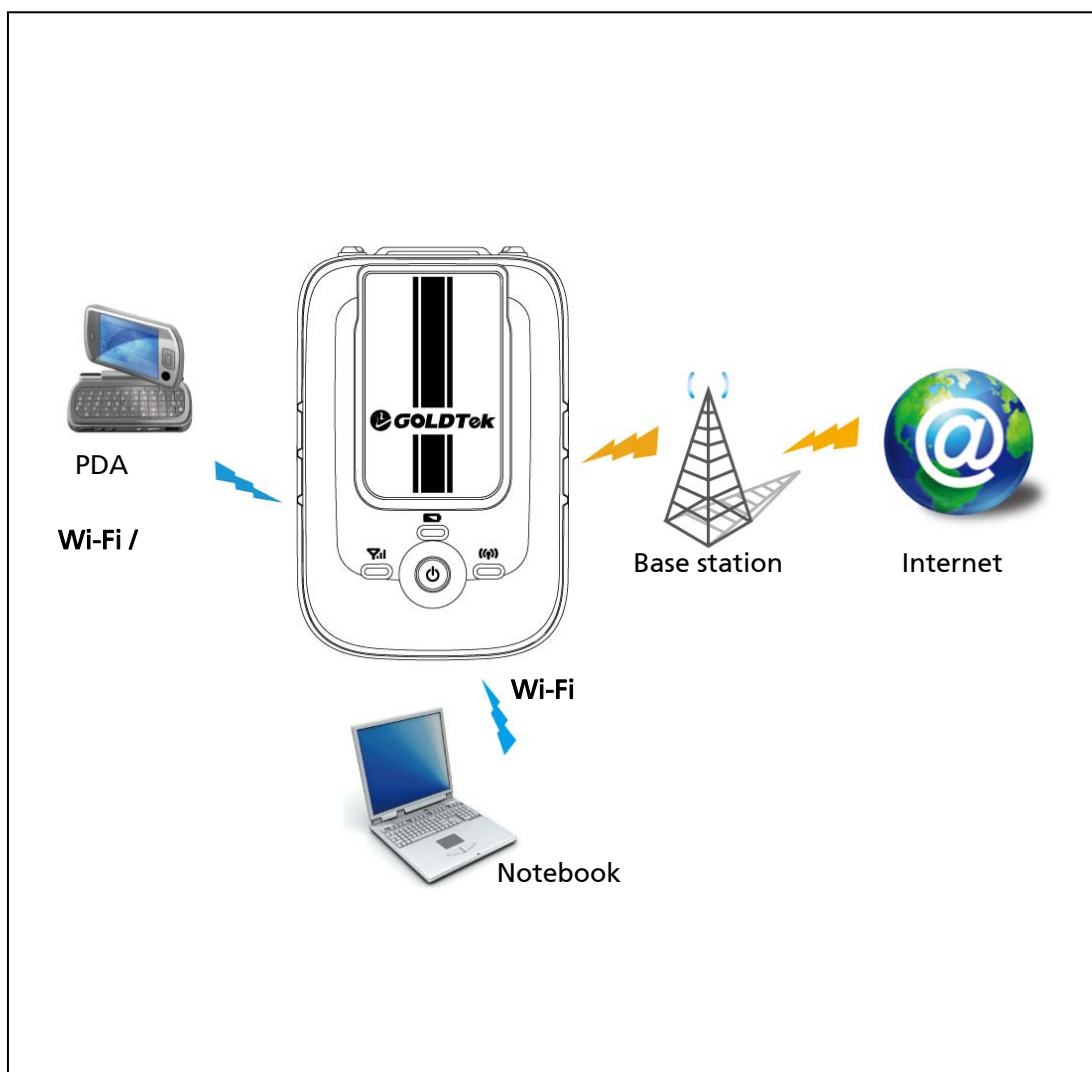 GOLDTek
PDA
Wi-Fi /
Base station
Internet
Wi-Fi
Notebook
@